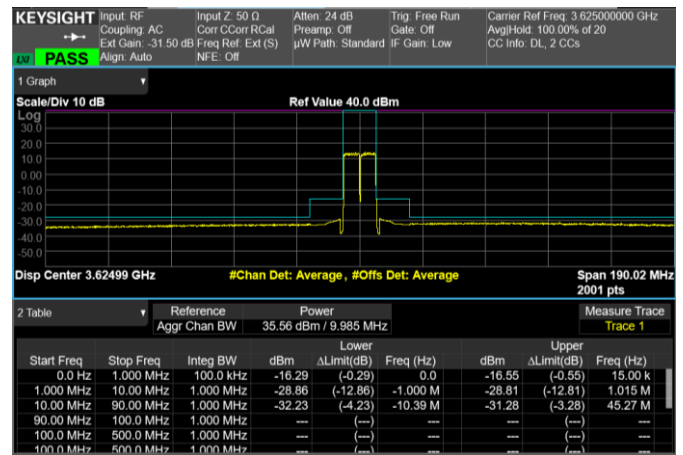 KEYSIGHT Input: RF Input Z: 50 Ω Atten: 24 dB Trig: Free Run Carrier Ref Freq: 3.625000000 GHz
Coupling: AC Corr CCorr RCal Preamp: Off Gate: Off Avg|Hold: 100.00% of 20
Ext Gain: -31.50 dB Freq Ref: Ext (S) µW Path: Standard IF Gain: Low CC Info: DL, 2 CCs
LXI PASS Align: Auto NFE: Off
1 Graph
Scale/Div 10 dB Ref Value 40.0 dBm
Log
30.0
20.0
10.0
0.00
-10.0
-20.0
-30.0
-40.0
-50.0
Disp Center 3.62499 GHz #Chan Det: Average, #Offs Det: Average Span 190.02 MHz
2001 pts
2 Table Reference Power Measure Trace
Aggr Chan BW 35.56 dBm / 9.985 MHz Trace 1
Lower Upper
Start Freq Stop Freq Integ BW dBm ΔLimit(dB) Freq (Hz) dBm ΔLimit(dB) Freq (Hz)
0.0 Hz 1.000 MHz 100.0 kHz -16.29 (-0.29) 0.0 -16.55 (-0.55) 15.00 k
1.000 MHz 10.00 MHz 1.000 MHz -28.86 (-12.86) -1.000 M -28.81 (-12.81) 1.015 M
10.00 MHz 90.00 MHz 1.000 MHz -32.23 (-4.23) -10.39 M -31.28 (-3.28) 45.27 M
90.00 MHz 100.0 MHz 1.000 MHz --- (---) --- --- (---) ---
100.0 MHz 500.0 MHz 1.000 MHz --- (---) --- --- (---) ---
100.0 MHz 500.0 MHz 1.000 MHz --- (---) --- --- (---) ---